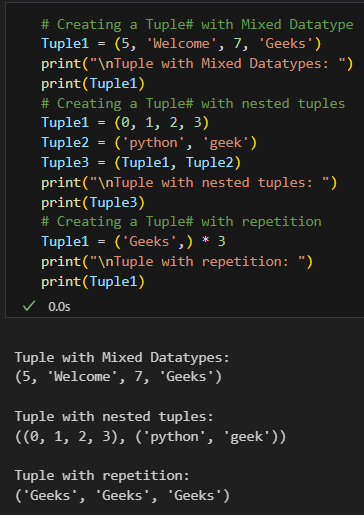 # Creating a Tuple# with Mixed Datatype
Tuple1 = (5, 'Welcome', 7, 'Geeks')
print("\nTuple with Mixed Datatypes: ")
print(Tuple1)
# Creating a Tuple# with nested tuples
Tuple1 = (0, 1, 2, 3)
Tuple2 = ('python', 'geek')
Tuple3 = (Tuple1, Tuple2)
print("\nTuple with nested tuples: ")
print(Tuple3)
# Creating a Tuple# with repetition
Tuple1 = ('Geeks',) * 3
print("\nTuple with repetition: ")
print(Tuple1)
✓ 0.0s
Tuple with Mixed Datatypes:
(5, 'Welcome', 7, 'Geeks')
Tuple with nested tuples:
((0, 1, 2, 3), ('python', 'geek'))
Tuple with repetition:
('Geeks', 'Geeks', 'Geeks')